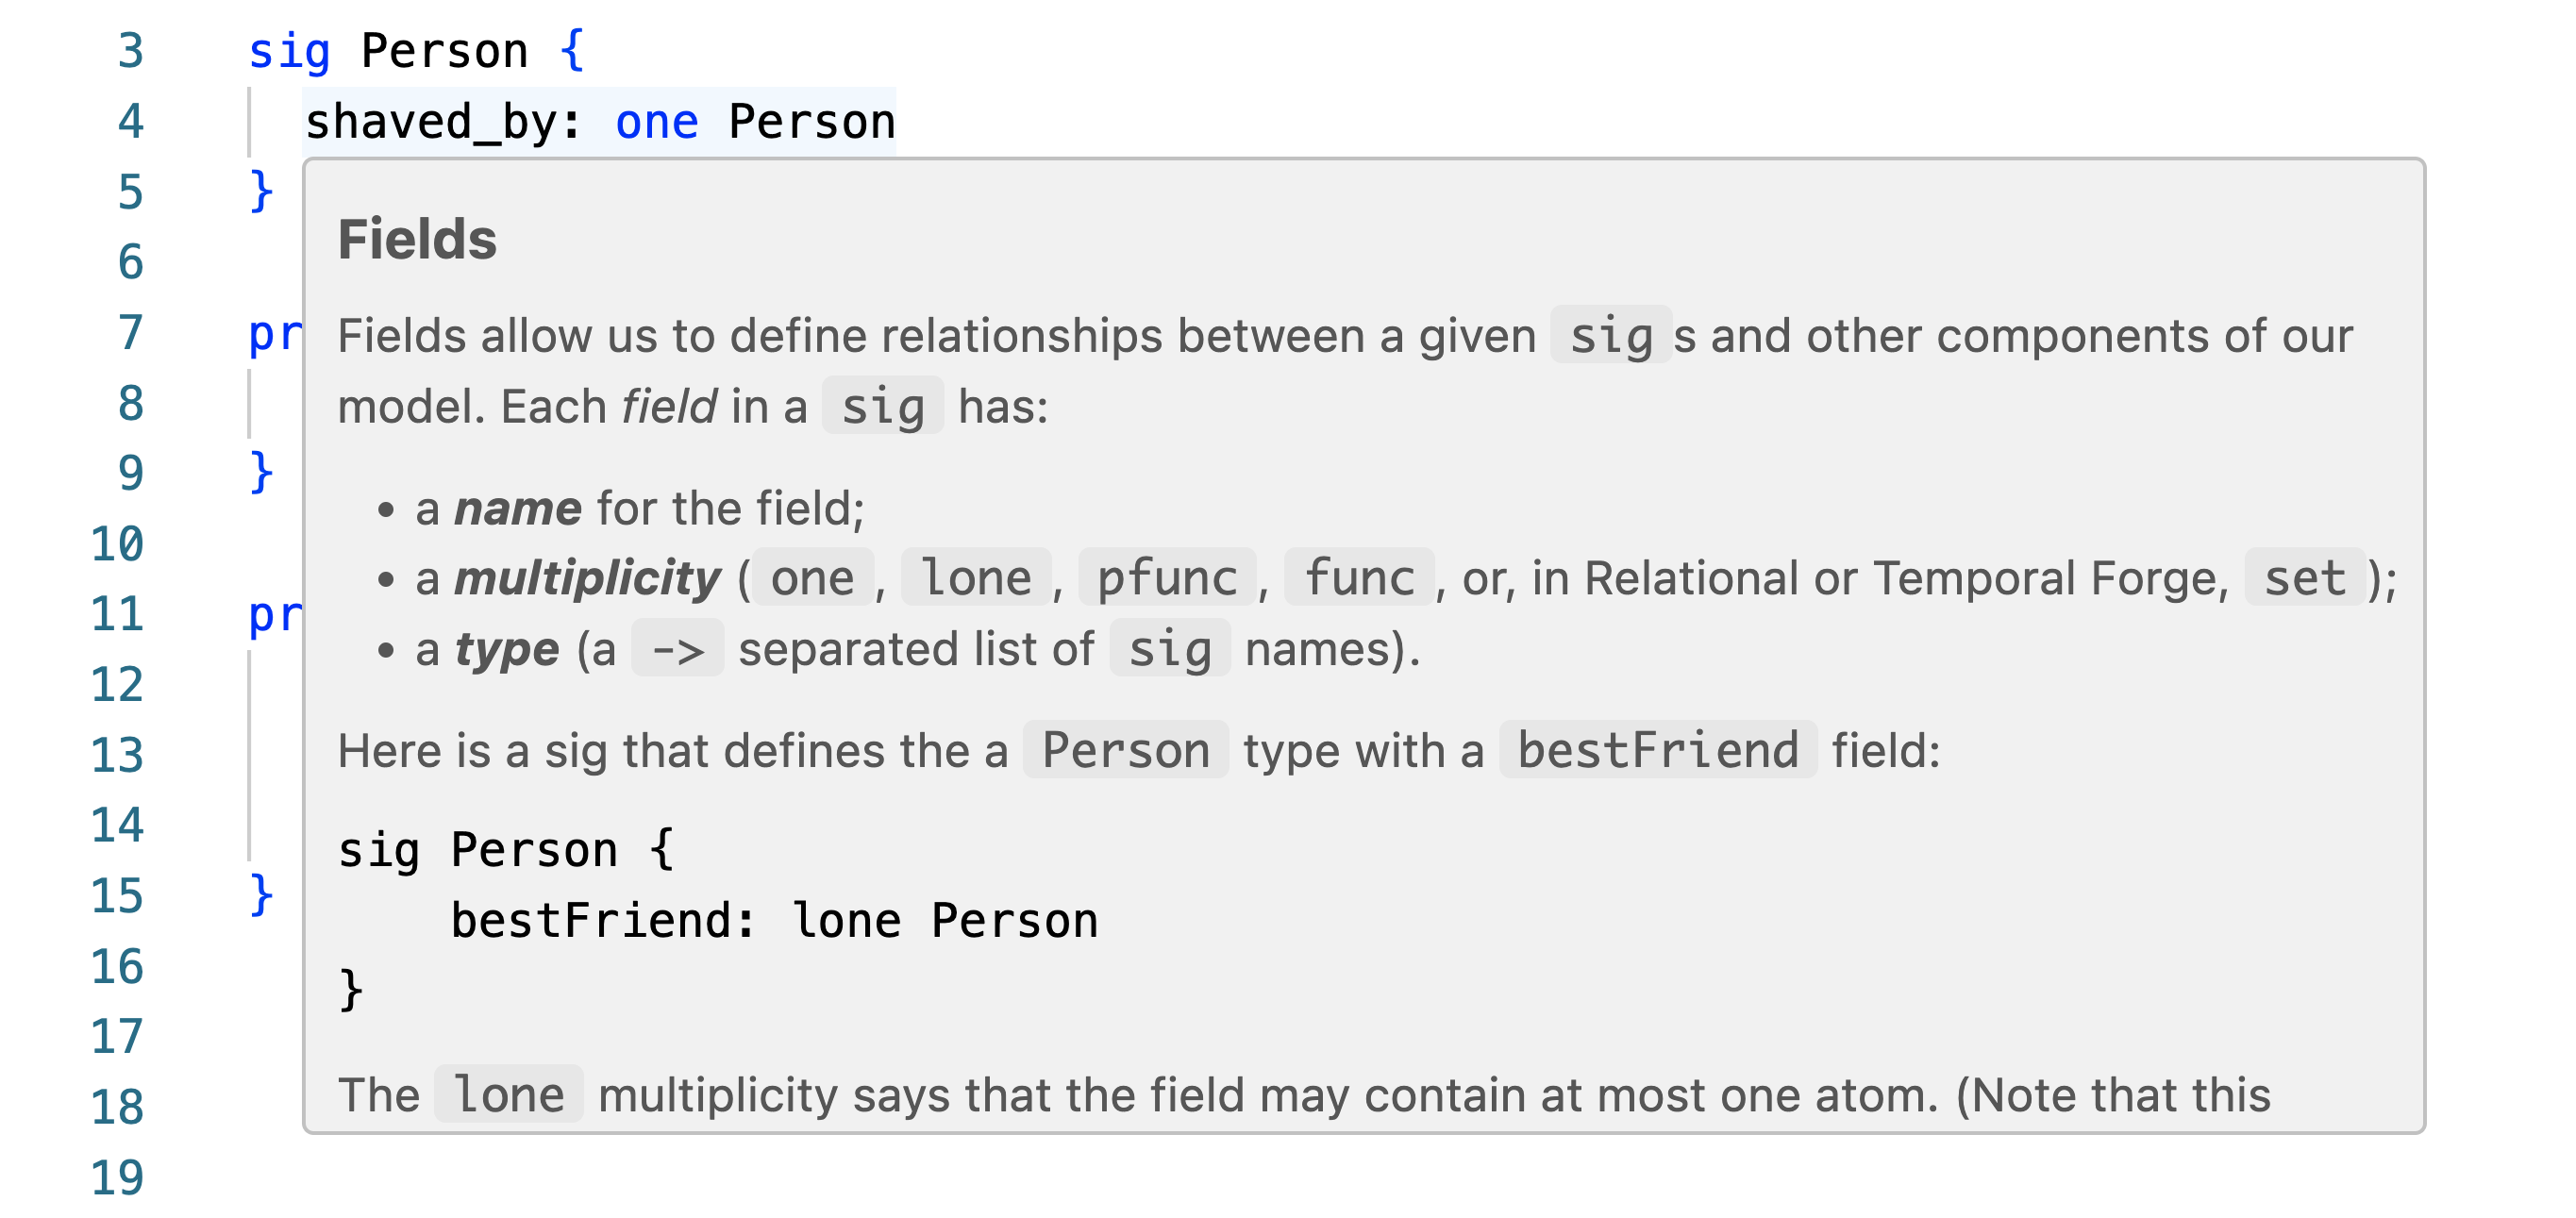 3 sig Person {
4 shaved_by: one Person
5 }
6
7 pr
8
9 }
10
11 pr
12
13
14
15 }
16
17
18
19
Fields
Fields allow us to define relationships between a given sig s and other components of our
model. Each field in a sig has:
• a name for the field;
• a multiplicity ( one , lone , pfunc , func , or, in Relational or Temporal Forge, set );
• a type (a -> separated list of sig names).
Here is a sig that defines the a Person type with a bestFriend field:
sig Person {
bestFriend: lone Person
}
The lone multiplicity says that the field may contain at most one atom. (Note that this